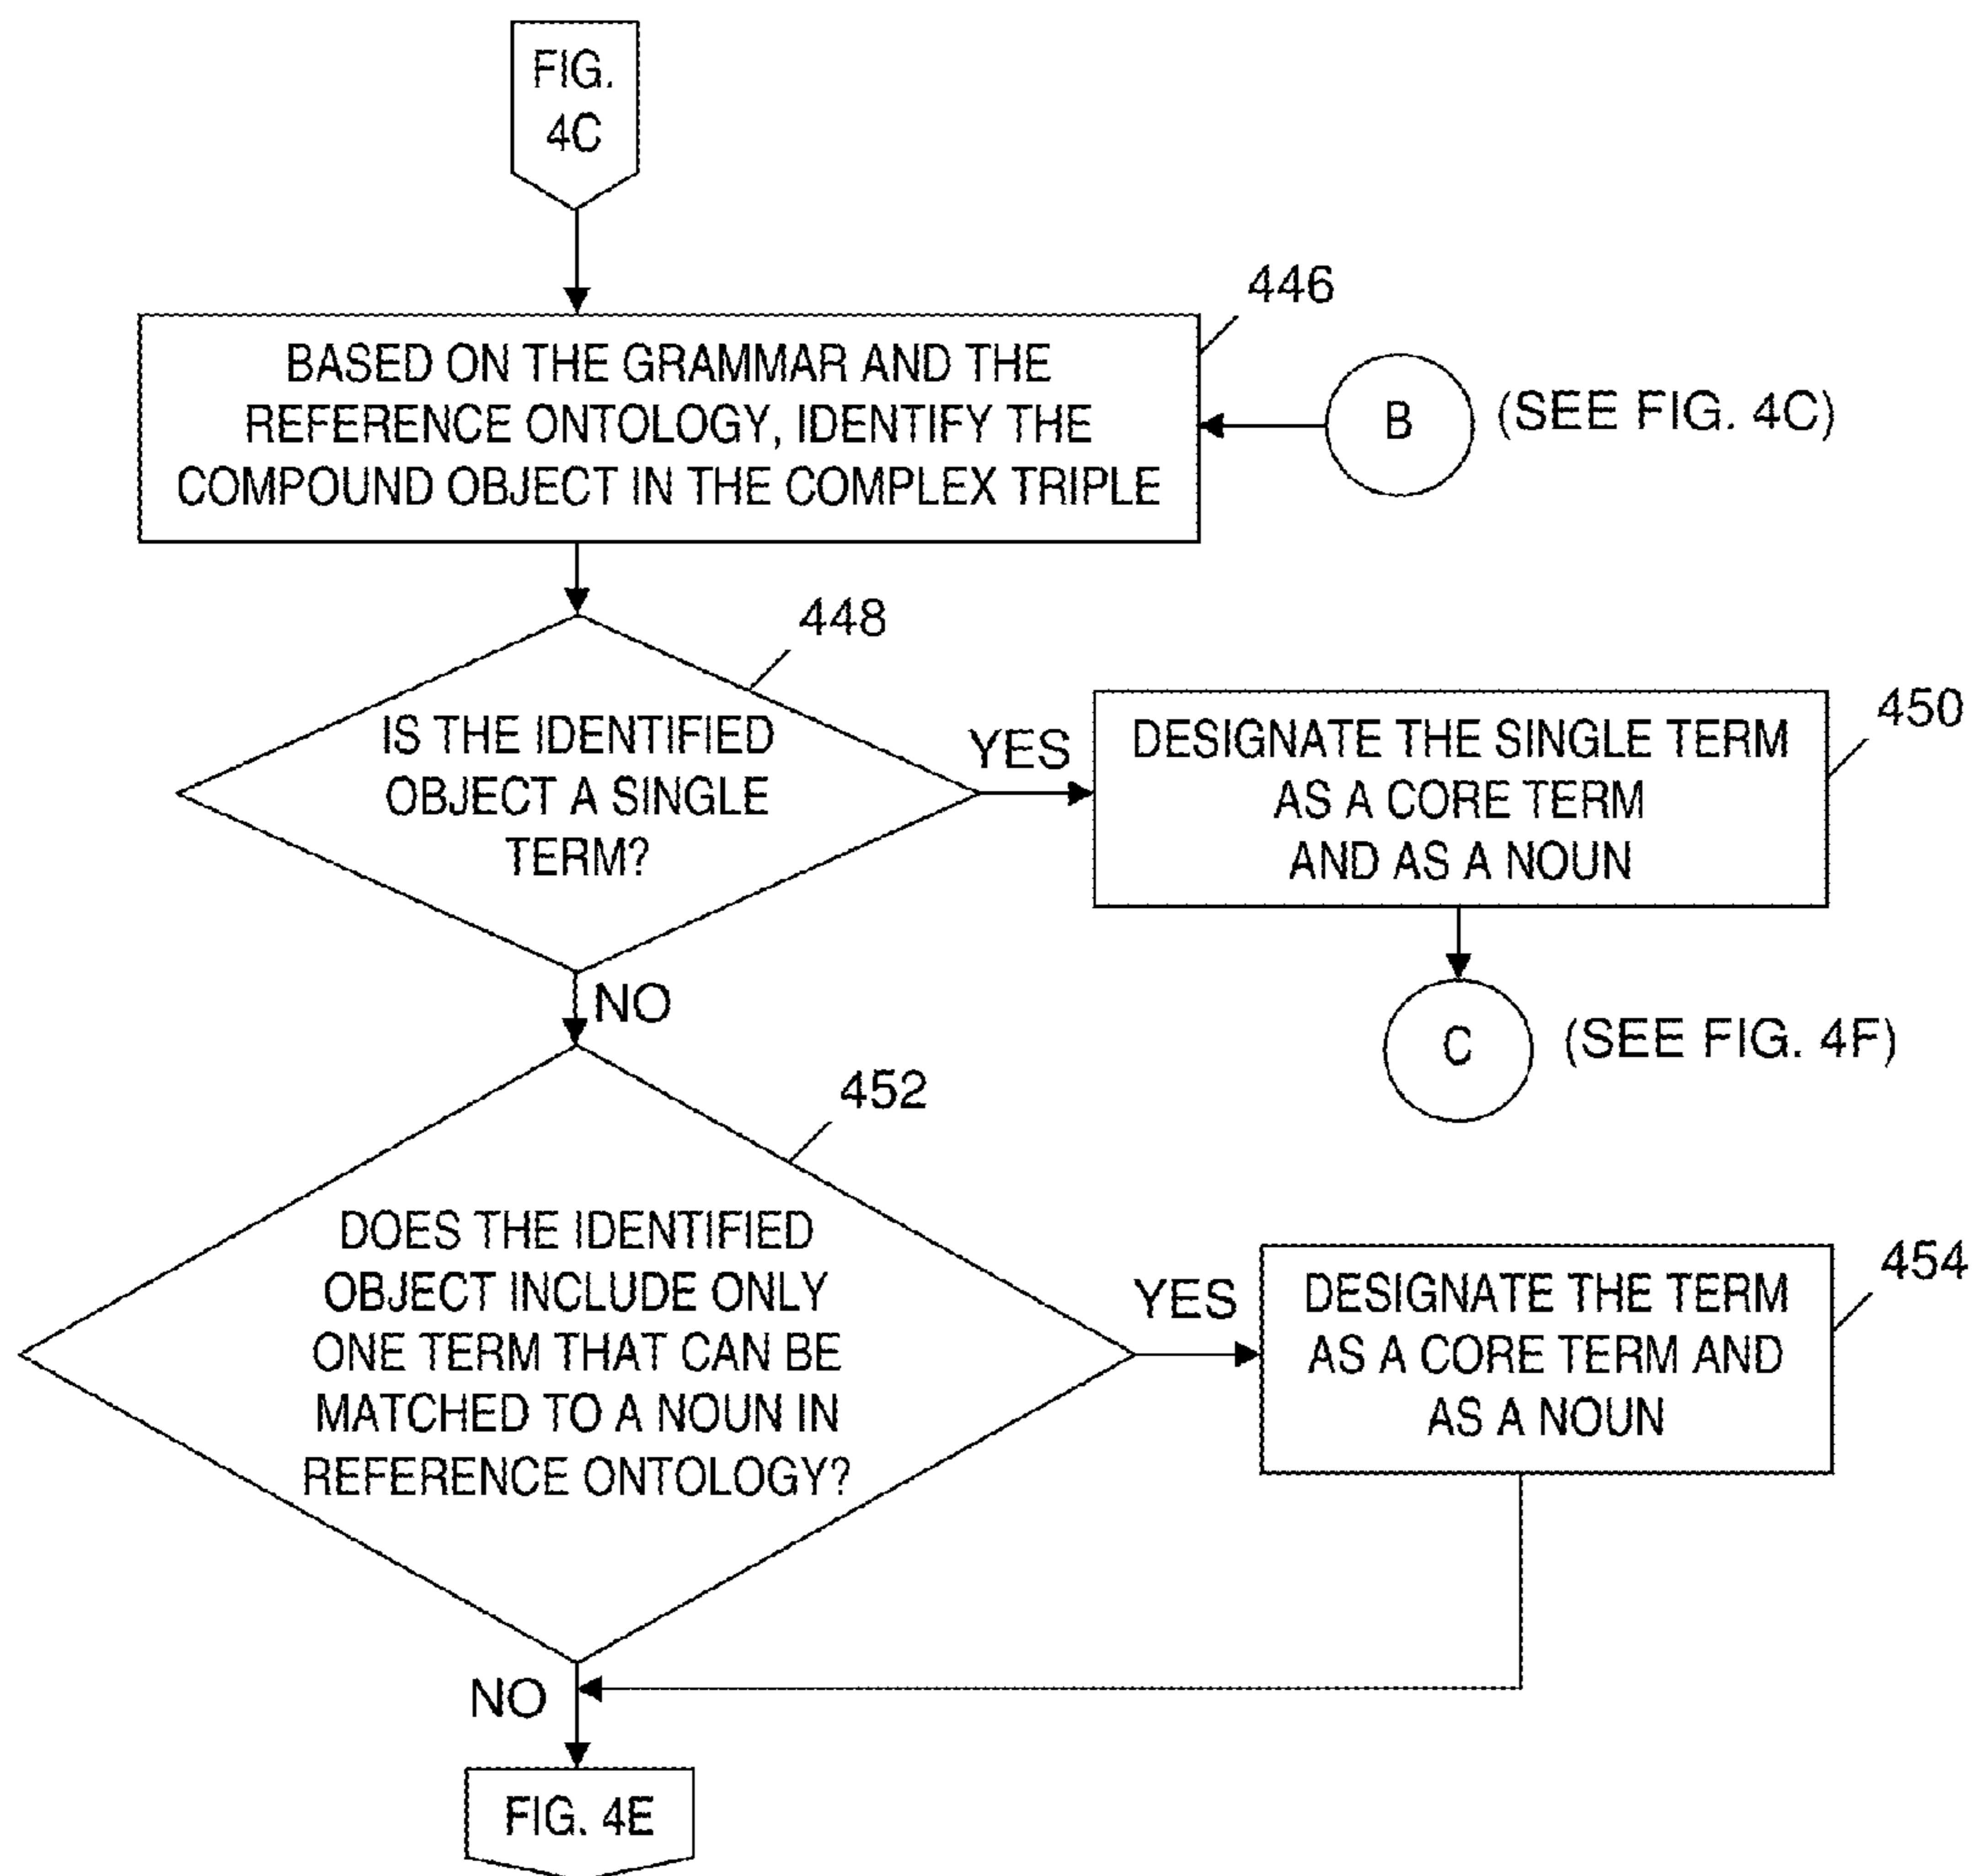 FIG.
4C
446
BASED ON THE GRAMMAR AND THE
REFERENCE ONTOLOGY, IDENTIFY THE
COMPOUND OBJECT IN THE COMPLEX TRIPLE
B
(SEE FIG. 4C)
448
IS THE IDENTIFIED
OBJECT A SINGLE
TERM?
YES
450
DESIGNATE THE SINGLE TERM
AS A CORE TERM
AND AS A NOUN
NO
C
(SEE FIG. 4F)
452
DOES THE IDENTIFIED
OBJECT INCLUDE ONLY
ONE TERM THAT CAN BE
MATCHED TO A NOUN IN
REFERENCE ONTOLOGY?
YES
454
DESIGNATE THE TERM
AS A CORE TERM AND
AS A NOUN
NO
FIG. 4E